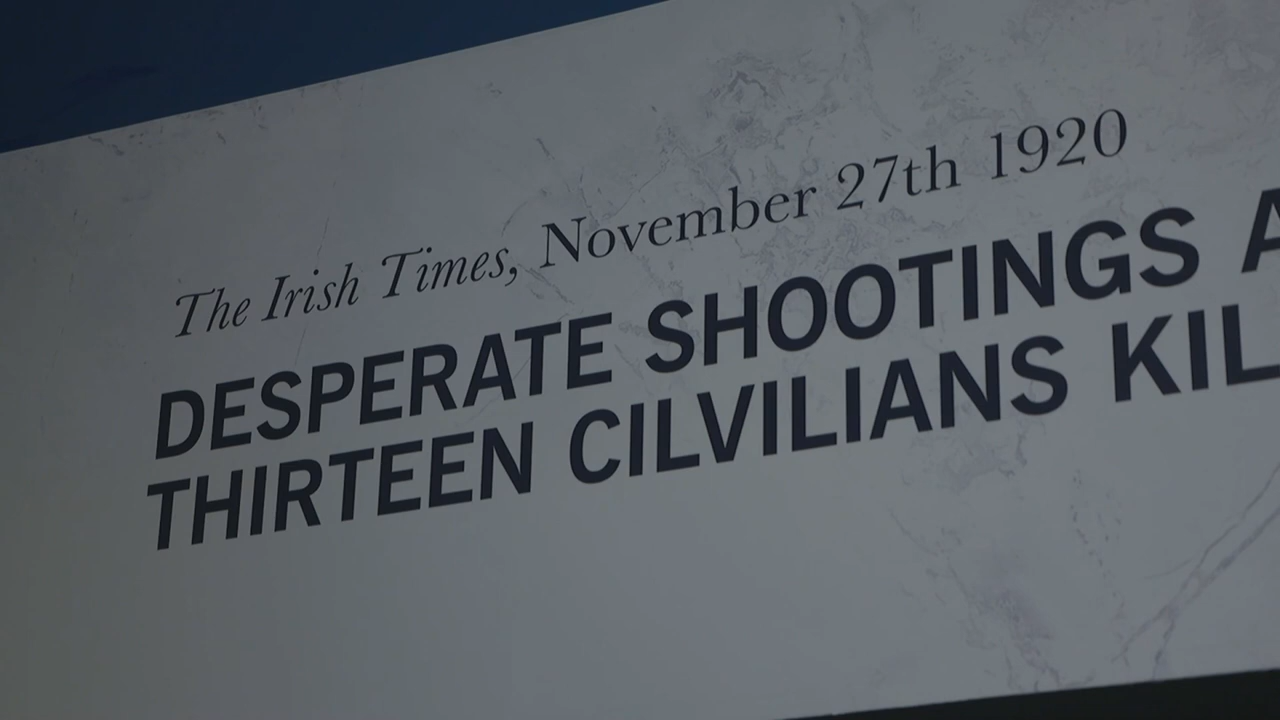 The Irish Times, November 27th 1920
DESPERATE SHOOTINGS A
THIRTEEN CILVILIANS KIL